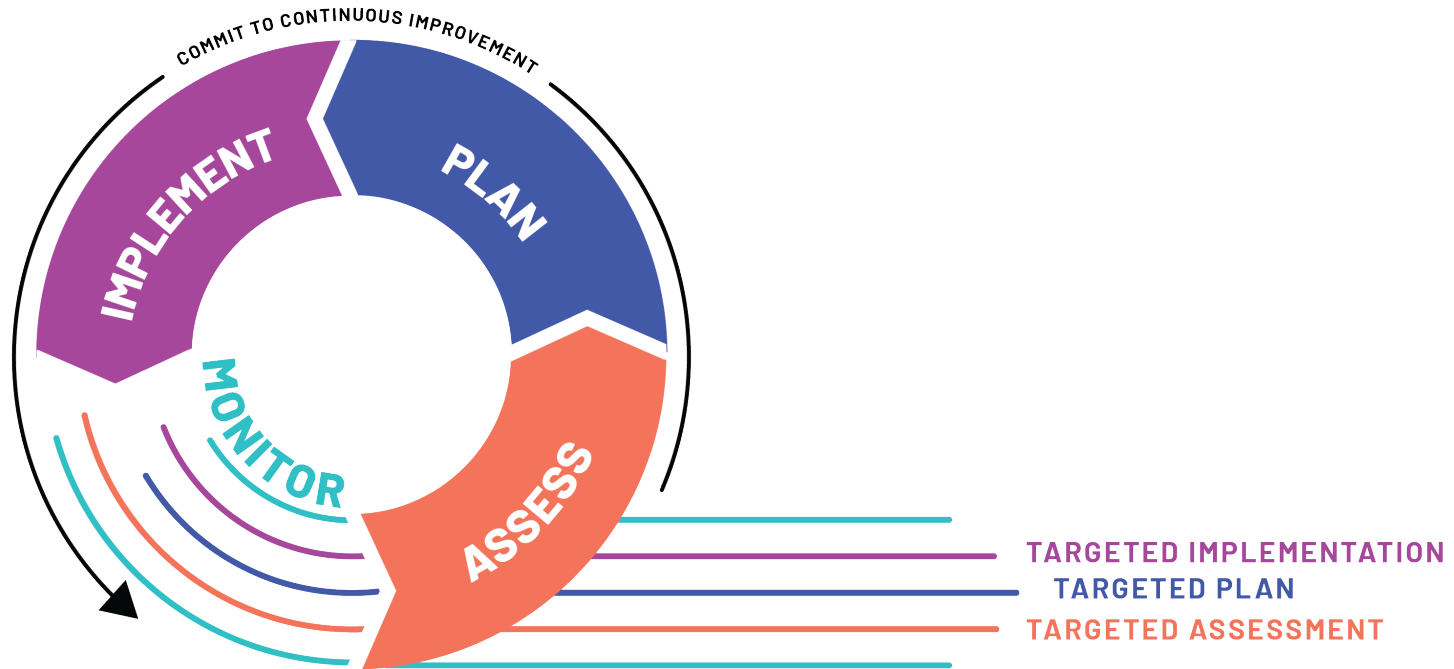 COMMIT TO CONTINUOUS IMPROVEMENT
IMPLEMENT
PLAN
MONITOR
ASSESS
TARGETED IMPLEMENTATION
TARGETED PLAN
TARGETED ASSESSMENT